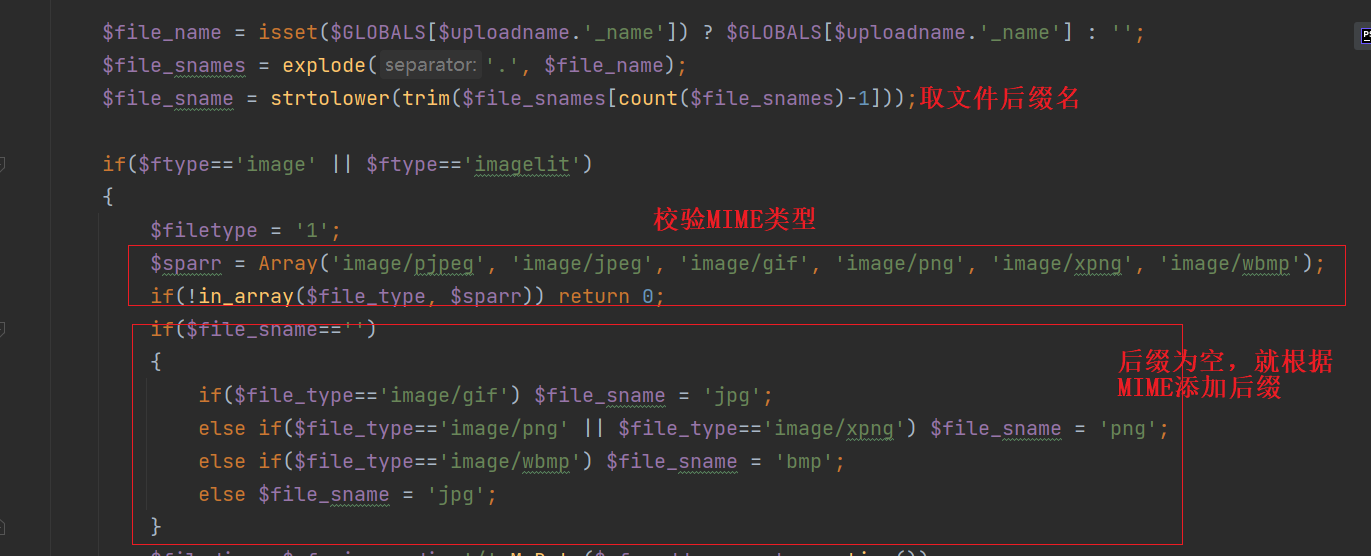 $file_name = isset($GLOBALS[$uploadname.'_name']) ? $GLOBALS[$uploadname.'_name'] : '';
$file_snames = explode( separator: '.', $file_name);
$file_sname = strtolower(trim($file_snames[count($file_snames)-1]));取文件后缀名
if($ftype=='image' || $ftype=='imagelit')
{
$filetype = '1';
校验MIME类型
$sparr = Array('image/pjpeg', 'image/jpeg', 'image/gif', 'image/png', 'image/xpng', 'image/wbmp');
if(!in_array($file_type, $sparr)) return 0;
if($file_sname=='')
{
后缀为空，就根据
MIME添加后缀
if($file_type=='image/gif') $file_sname = 'jpg';
else if($file_type=='image/png' || $file_type=='image/xpng') $file_sname = 'png';
else if($file_type=='image/wbmp') $file_sname = 'bmp';
else $file_sname = 'jpg';
}